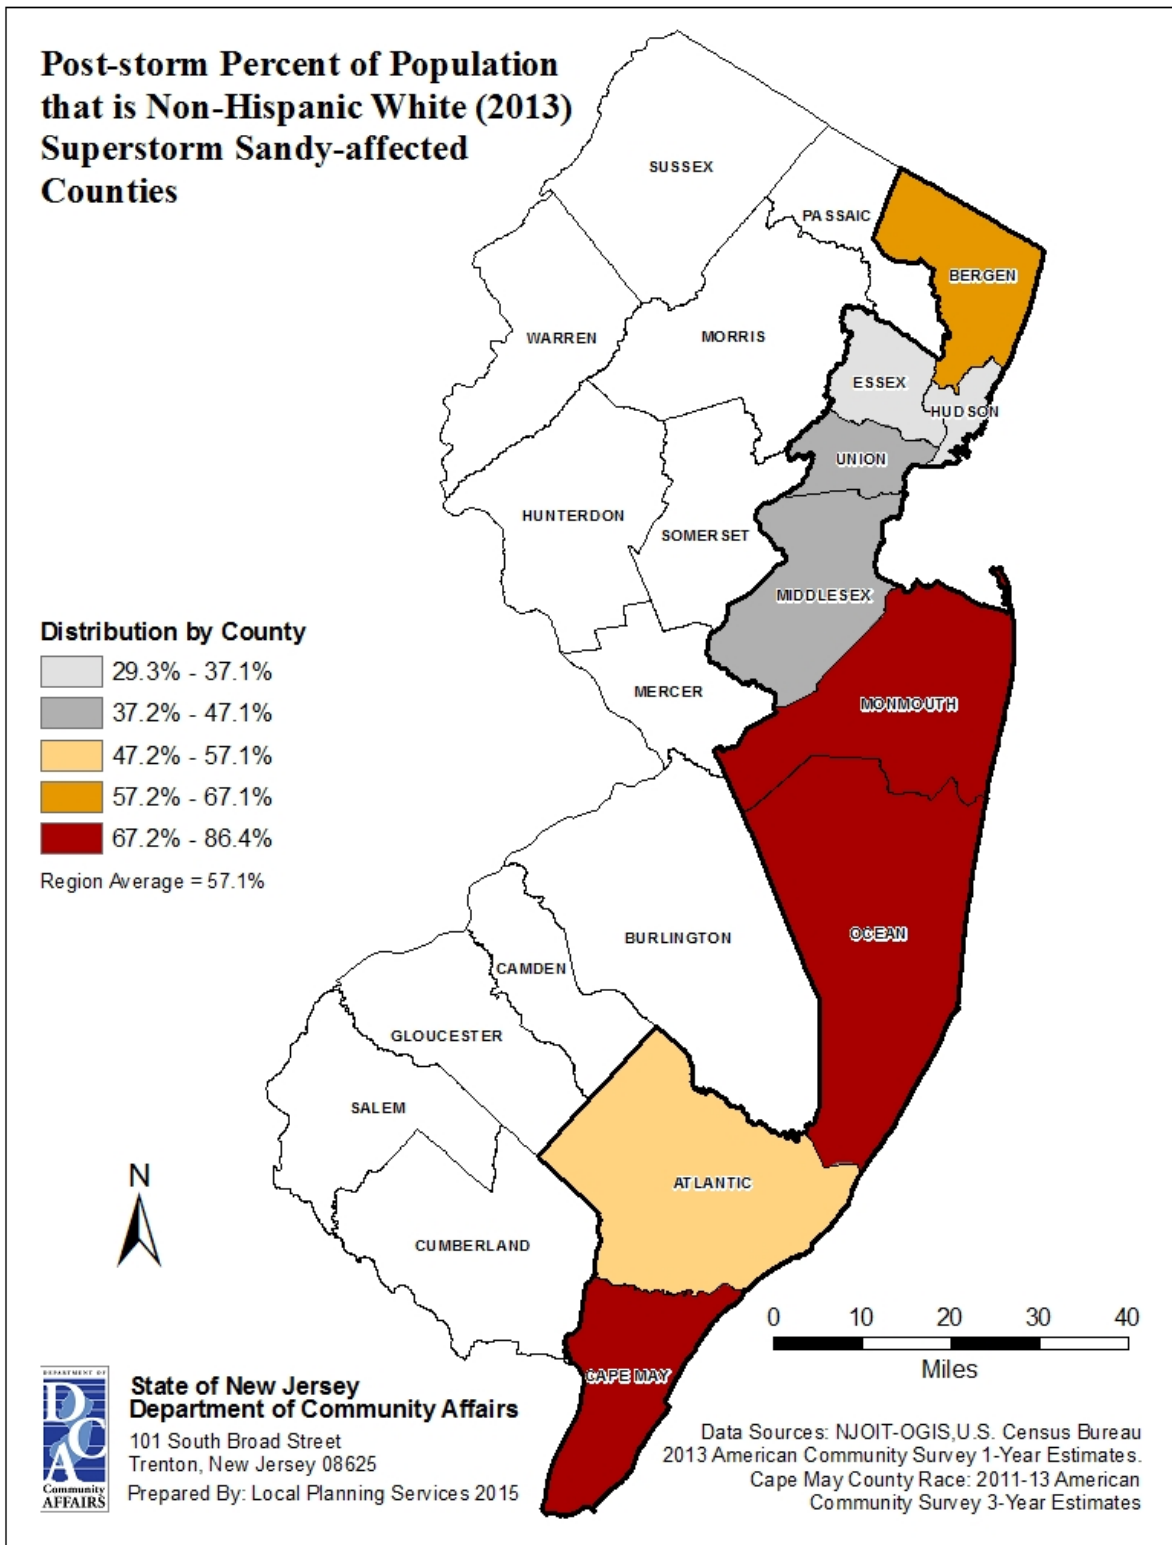 Post-storm Percent of Population
that is Non-Hispanic White (2013)
Superstorm Sandy-affected
Counties
SUSSEX
PASSAIC
BERGEN
WARREN
MORRIS
ESSEX
HUDSON
UNION
HUNTERDON
SOMERSET
MIDDLESEX
MERCER
MONMOUTH
Distribution by County
29.3% - 37.1%
37.2% - 47.1%
47.2% - 57.1%
57.2% - 67.1%
67.2% - 86.4%
Region Average = 57.1%
OCEAN
BURLINGTON
CAMDEN
GLOUCESTER
SALEM
ATLANTIC
CUMBERLAND
CAPE MAY
N
0 10 20 30 40
Miles
DEPARTMENT OF
DCA
Community
AFFAIRS
State of New Jersey
Department of Community Affairs
101 South Broad Street
Trenton, New Jersey 08625
Prepared By: Local Planning Services 2015
Data Sources: NJOIT-OGIS,U.S. Census Bureau
2013 American Community Survey 1-Year Estimates.
Cape May County Race: 2011-13 American
Community Survey 3-Year Estimates